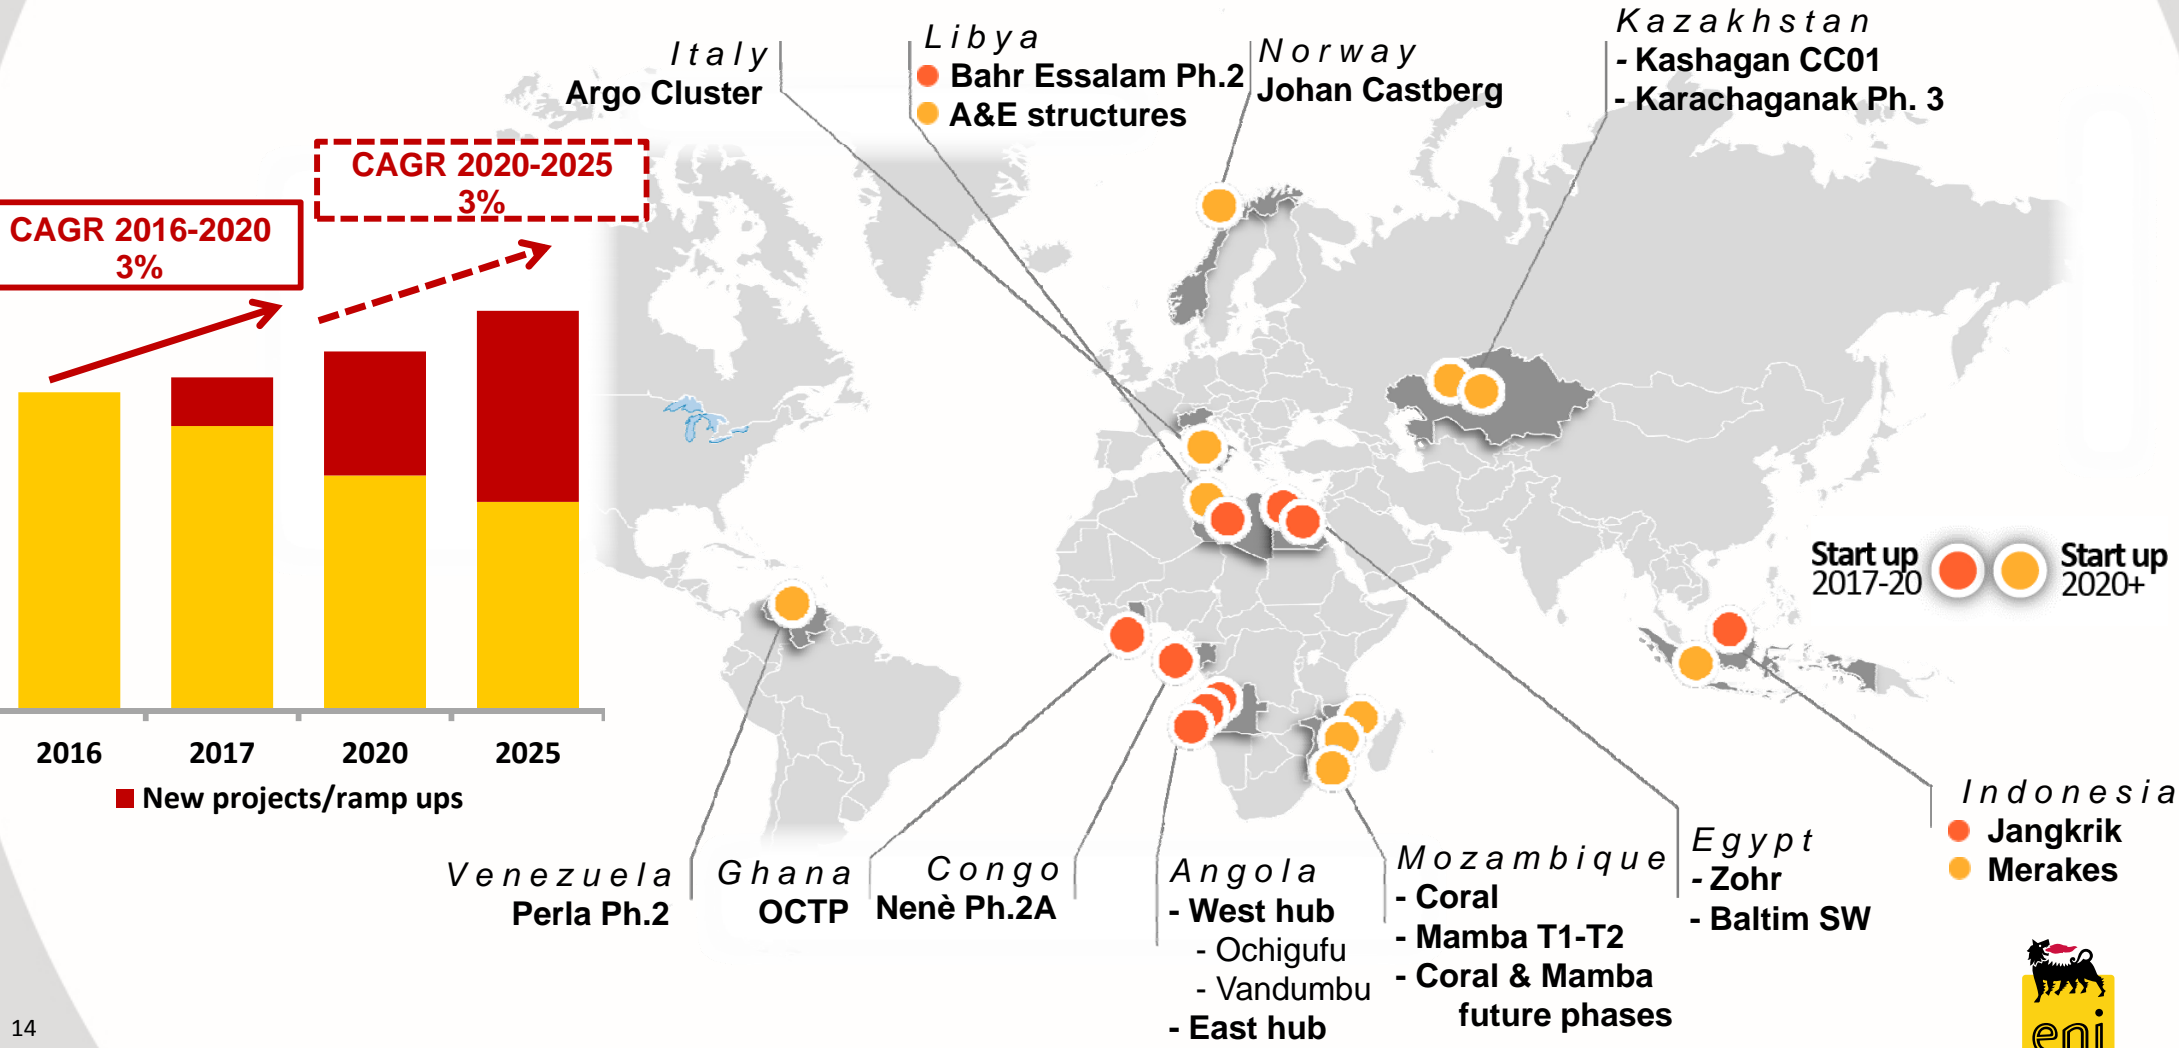 CAGR 2016-2020
3%
CAGR 2020-2025
3%
2016
2017
2020
2025
New projects/ramp ups
Italy
Argo Cluster
Libya
Bahr Essalam Ph.2
A&E structures
Norway
Johan Castberg
Kazakhstan
- Kashagan CC01
- Karachaganak Ph. 3
Start up
2017-20
Start up
2020+
Venezuela
Perla Ph.2
Ghana
OCTP
Congo
Nenè Ph.2A
Angola
- West hub
- Ochigufu
- Vandumbu
- East hub
Mozambique
- Coral
- Mamba T1-T2
- Coral & Mamba
future phases
Egypt
- Zohr
- Baltim SW
Indonesia
Jangkrik
Merakes
14
eni